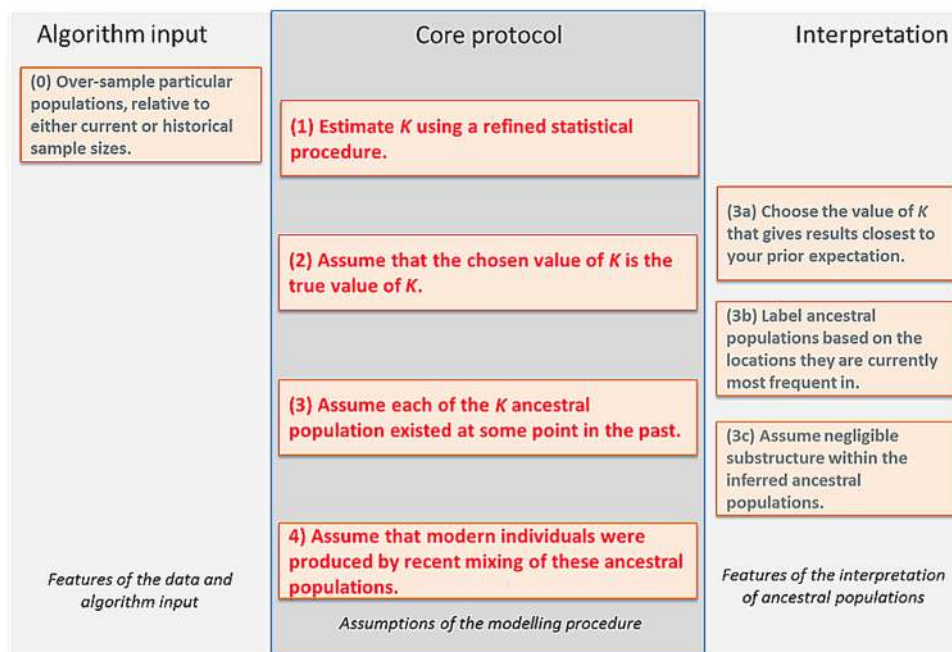 Algorithm input
(0) Over-sample particular
populations, relative to
either current or historical
sample sizes.
Features of the data and
algorithm input
Core protocol
(1) Estimate K using a refined statistical
procedure.
(2) Assume that the chosen value of K is the
true value of K.
(3) Assume each of the K ancestral
population existed at some point in the past.
4) Assume that modern individuals were
produced by recent mixing of these ancestral
populations.
Assumptions of the modelling procedure
Interpretation
(3a) Choose the value of K
that gives results closest to
your prior expectation.
(3b) Label ancestral
populations based on the
locations they are currently
most frequent in.
(3c) Assume negligible
substructure within the
inferred ancestral
populations.
Features of the interpretation
of ancestral populations